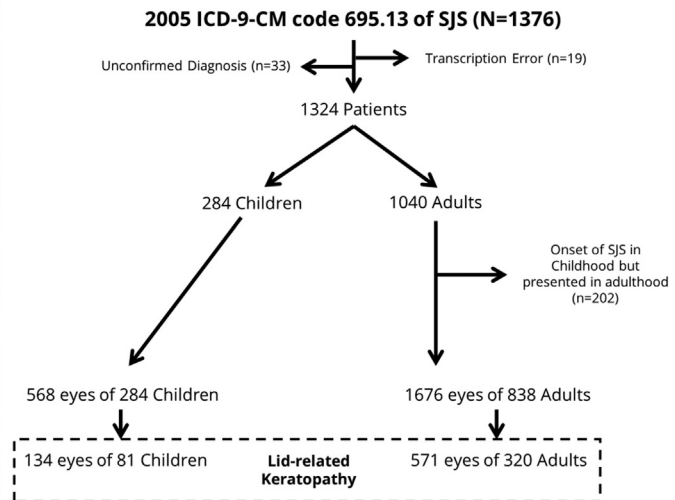 2005 ICD-9-CM code 695.13 of SJS (N=1376)
Unconfirmed Diagnosis (n=33)
Transcription Error (n=19)
1324 Patients
284 Children
1040 Adults
Onset of SJS in
Childhood but
presented in adulthood
(n=202)
568 eyes of 284 Children
1676 eyes of 838 Adults
134 eyes of 81 Children
Lid-related
Keratopathy
571 eyes of 320 Adults